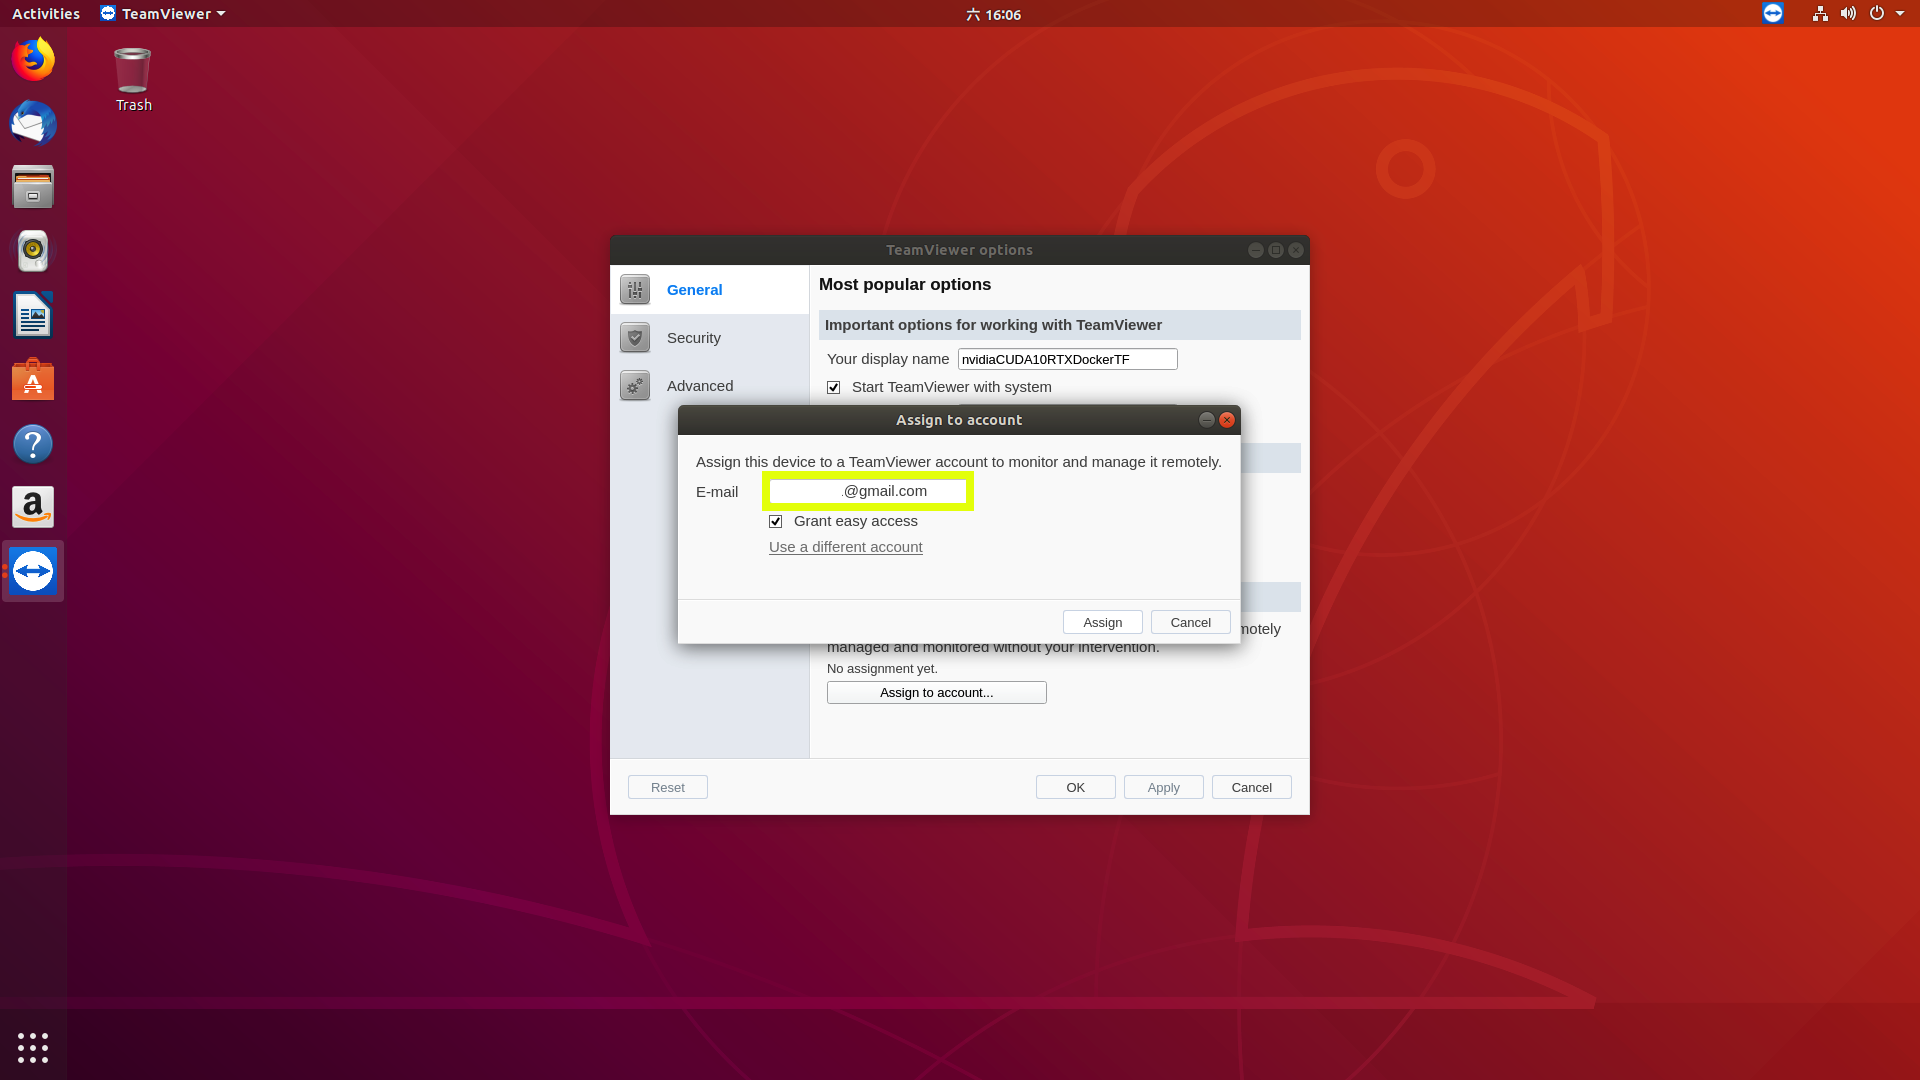 Activities TeamViewer 六 16:06
Trash
TeamViewer options
General
Security
Advanced
Most popular options
Important options for working with TeamViewer
Your display name nvidiaCUDA10RTXDockerTF
Start TeamViewer with system
Assign to account
Assign this device to a TeamViewer account to monitor and manage it remotely.
E-mail .@gmail.com
Grant easy access
Use a different account
Assign Cancel
managed and monitored without your intervention.
No assignment yet.
Assign to account...
Reset OK Apply Cancel